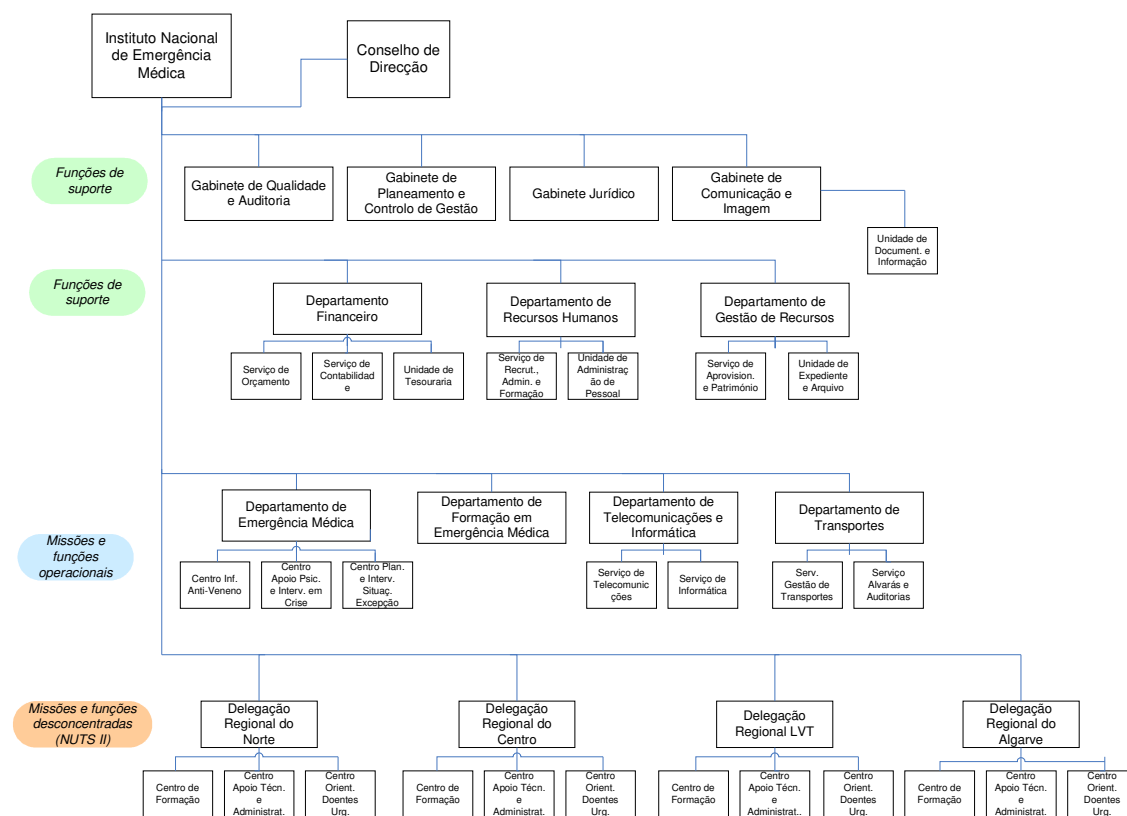 Instituto Nacional
de Emergência
Médica
Conselho de
Direcção
Funções de
suporte
Gabinete de Qualidade
e Auditoria
Gabinete de
Planeamento e
Controlo de Gestão
Gabinete Jurídico
Gabinete de
Comunicação e
Imagem
Unidade de
Document. e
Informação
Funções de
suporte
Departamento
Financeiro
Departamento de
Recursos Humanos
Departamento de
Gestão de Recursos
Serviço de
Orçamento
Serviço de
Contabilidad
e
Unidade de
Tesouraria
Serviço de
Recrut.,
Admin. e
Formação
Unidade de
Administraç
ão de
Pessoal
Serviço de
Aprovision.
e Património
Unidade de
Expediente
e Arquivo
Missões e
funções
operacionais
Departamento de
Emergência Médica
Departamento de
Formação em
Emergência Médica
Departamento de
Telecomunicações e
Informática
Departamento de
Transportes
Centro Inf.
Anti-Veneno
Centro
Apoio Psic.
e Interv. em
Crise
Centro Plan.
e Interv.
Situaç.
Excepção
Serviço de
Telecomunic
ções
Serviço de
Informática
Serv.
Gestão de
Transportes
Serviço
Alvarás e
Auditorias
Missões e funções
desconcentradas
(NUTS II)
Delegação
Regional do
Norte
Delegação
Regional do
Centro
Delegação
Regional LVT
Delegação
Regional do
Algarve
Centro de
Formação
Centro
Apoio Técn.
e
Administrat.
Centro
Orient.
Doentes
Urg.
Centro de
Formação
Centro
Apoio Técn.
e
Administrat.
Centro
Orient.
Doentes
Urg.
Centro de
Formação
Centro
Apoio Técn.
e
Administrat..
Centro
Orient.
Doentes
Urg.
Centro de
Formação
Centro
Apoio Técn.
e
Administrat.
Centro
Orient.
Doentes
Urg.